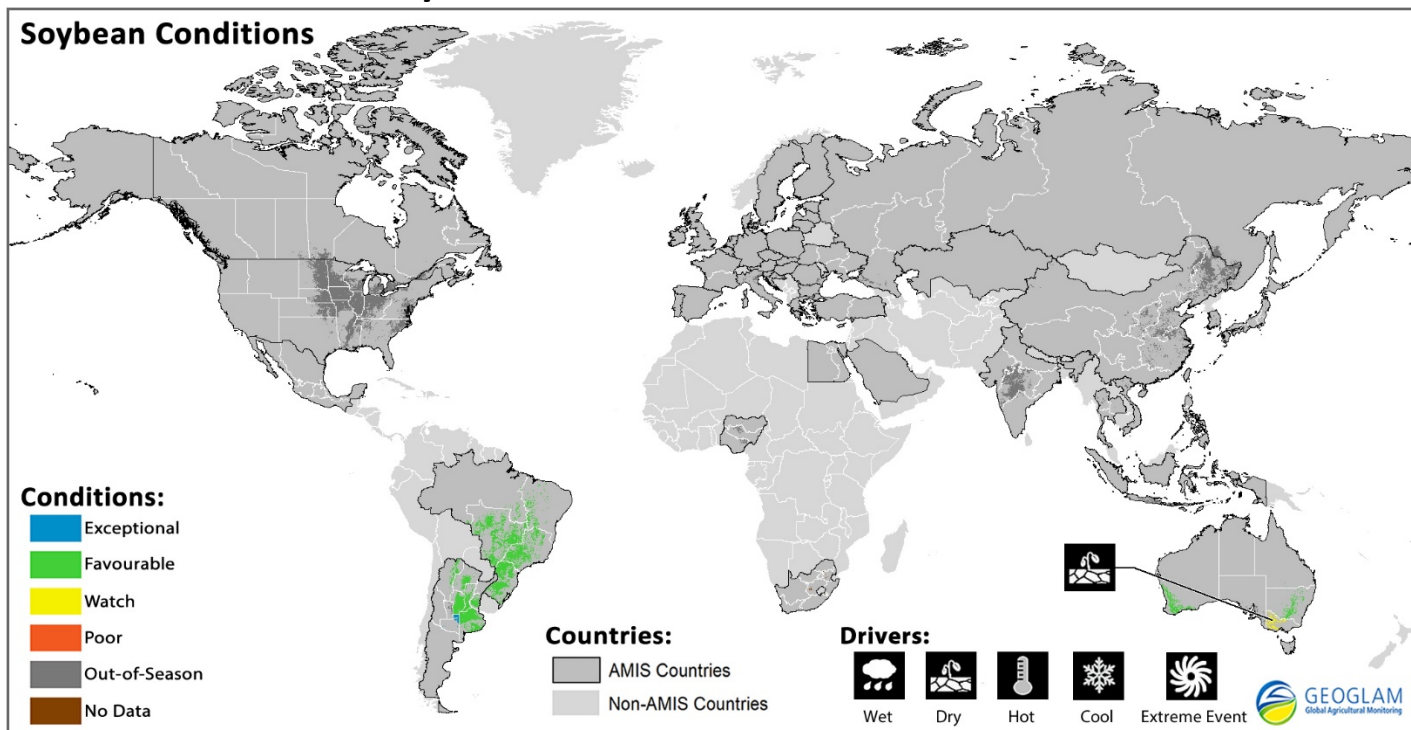 Soybean Conditions
Conditions:
Exceptional
Favourable
Watch
Poor
Out-of-Season
No Data
Countries:
AMIS Countries
Non-AMIS Countries
Drivers:
Wet
Dry
Hot
Cool
Extreme Event
GEOGLAM
Global Agricultural Monitoring